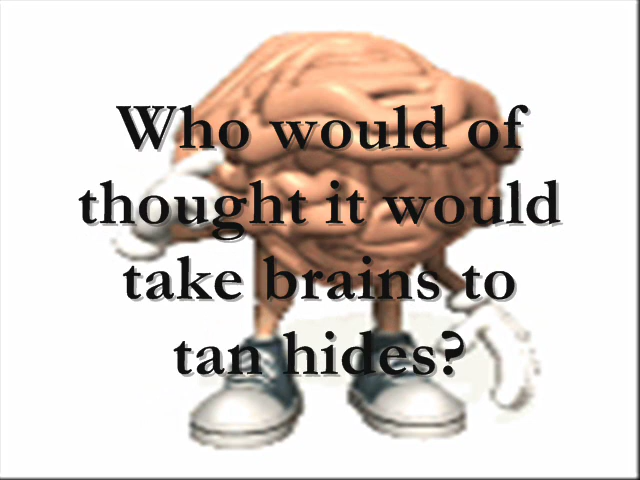 Who would of
thought it would
take brains to
tan hides?